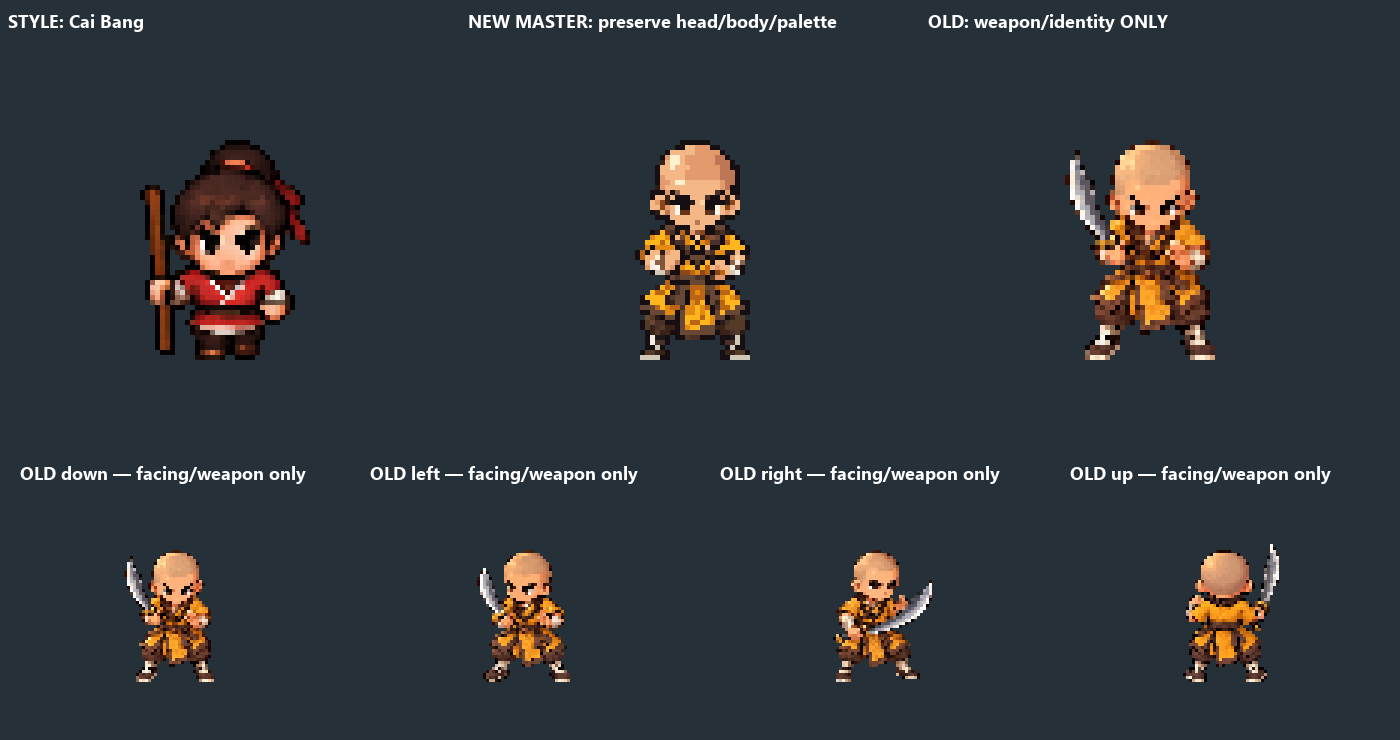 STYLE: Cai Bang
NEW MASTER: preserve head/body/palette
OLD: weapon/identity ONLY
OLD down — facing/weapon only
OLD left — facing/weapon only
OLD right — facing/weapon only
OLD up — facing/weapon only